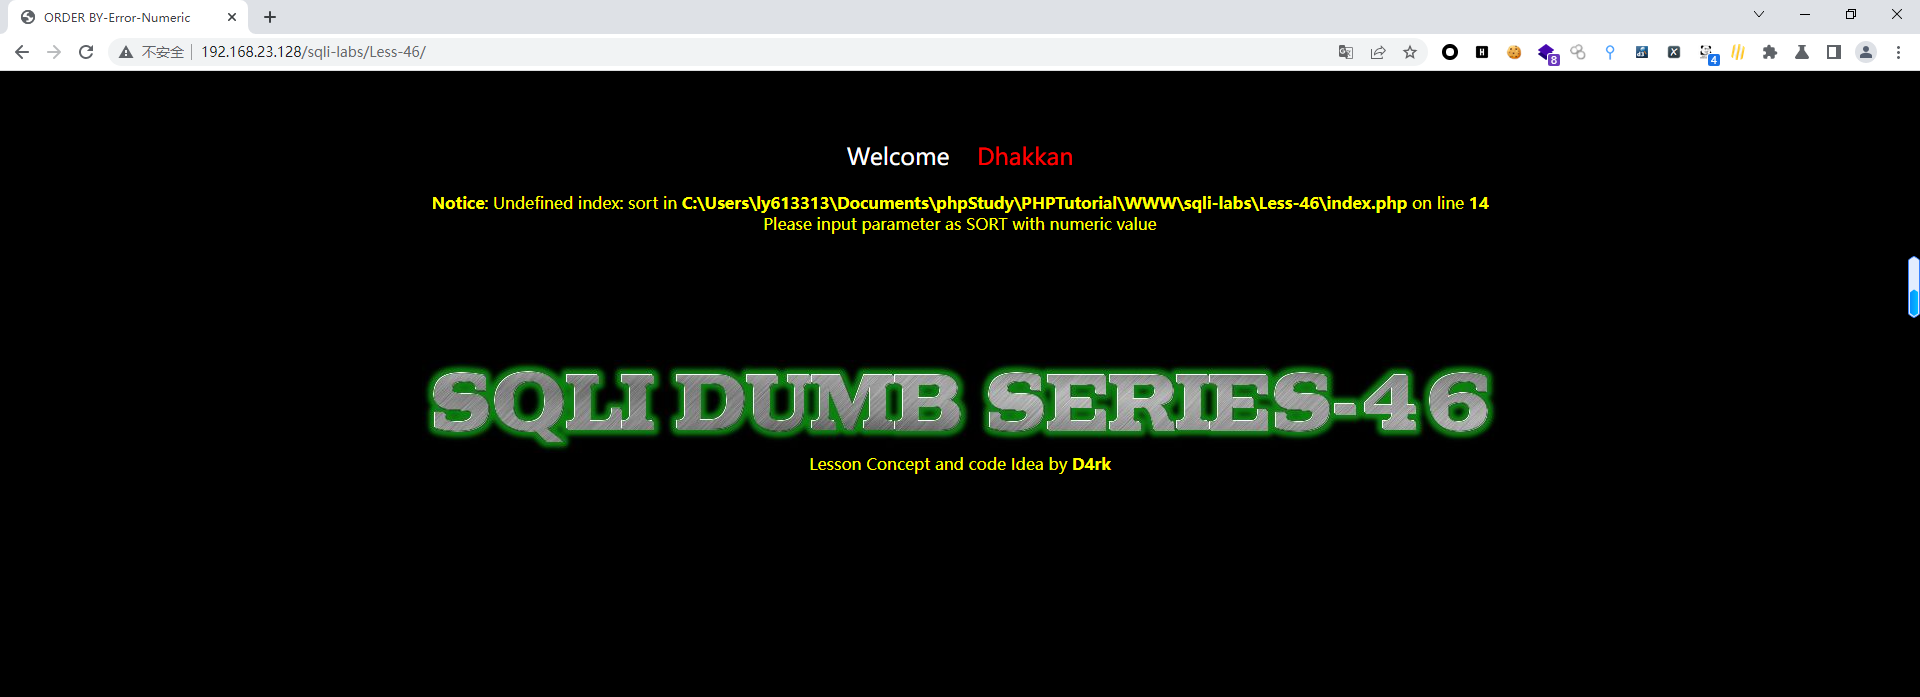 ORDER BY-Error-Numeric
不安全 192.168.23.128/sqli-labs/Less-46/
8
4
Welcome Dhakkan
Notice: Undefined index: sort in C:\Users\ly613313\Documents\phpStudy\PHPTutorial\WWW\sqli-labs\Less-46\index.php on line 14
Please input parameter as SORT with numeric value
SQLI DUMB SERIES-46
Lesson Concept and code Idea by D4rk